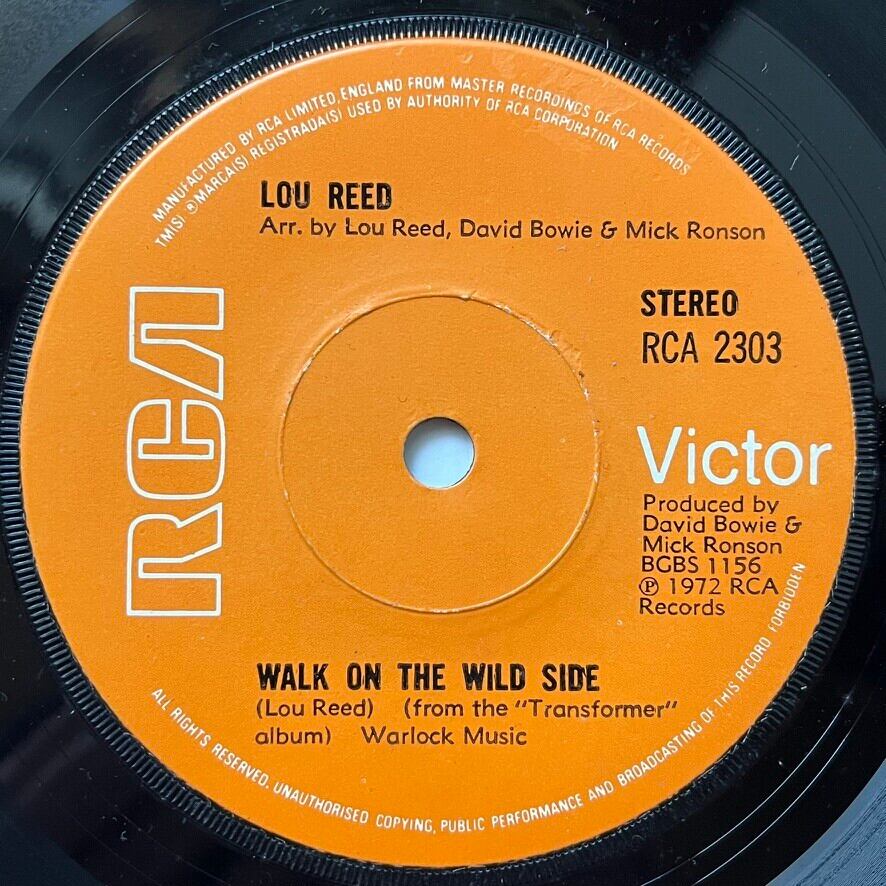 MANUFACTURED BY RCA LIMITED, ENGLAND FROM MASTER RECORDINGS OF RCA RECORDS
TM(S) ® MARCA(S) REGISTRADA(S) USED BY AUTHORITY OF RCA CORPORATION
LOU REED
Arr. by Lou Reed, David Bowie & Mick Ronson
STEREO
RCA 2303
RCA
Victor
Produced by
David Bowie &
Mick Ronson
BGBS 1156
℗ 1972 RCA
Records
WALK ON THE WILD SIDE
(Lou Reed) (from the "Transformer"
album) Warlock Music
ALL RIGHTS RESERVED. UNAUTHORISED COPYING, PUBLIC PERFORMANCE AND BROADCASTING OF THIS RECORD FORBIDDEN